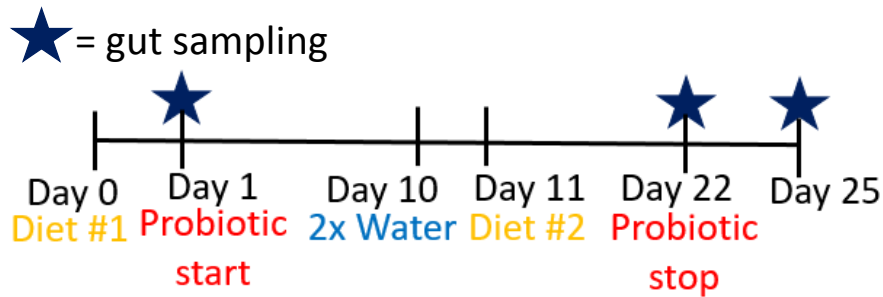 = gut sampling
Day 0 Day 1 Day 10 Day 11 Day 22 Day 25
Diet #1 Probiotic 2x Water Diet #2 Probiotic
start stop